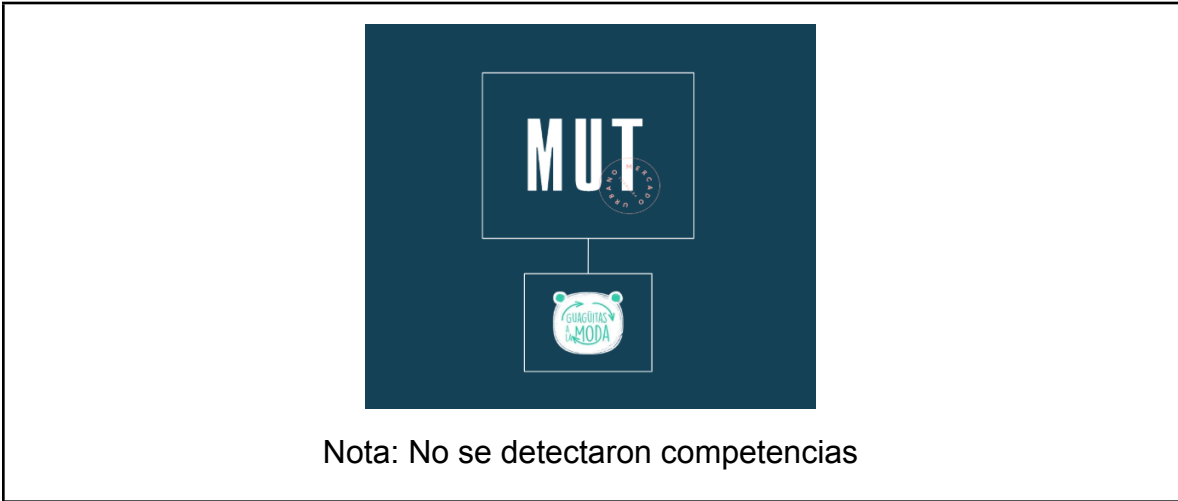 MUT
MERCADO URBANO
GUAGÜITAS
A LA MODA
Nota: No se detectaron competencias